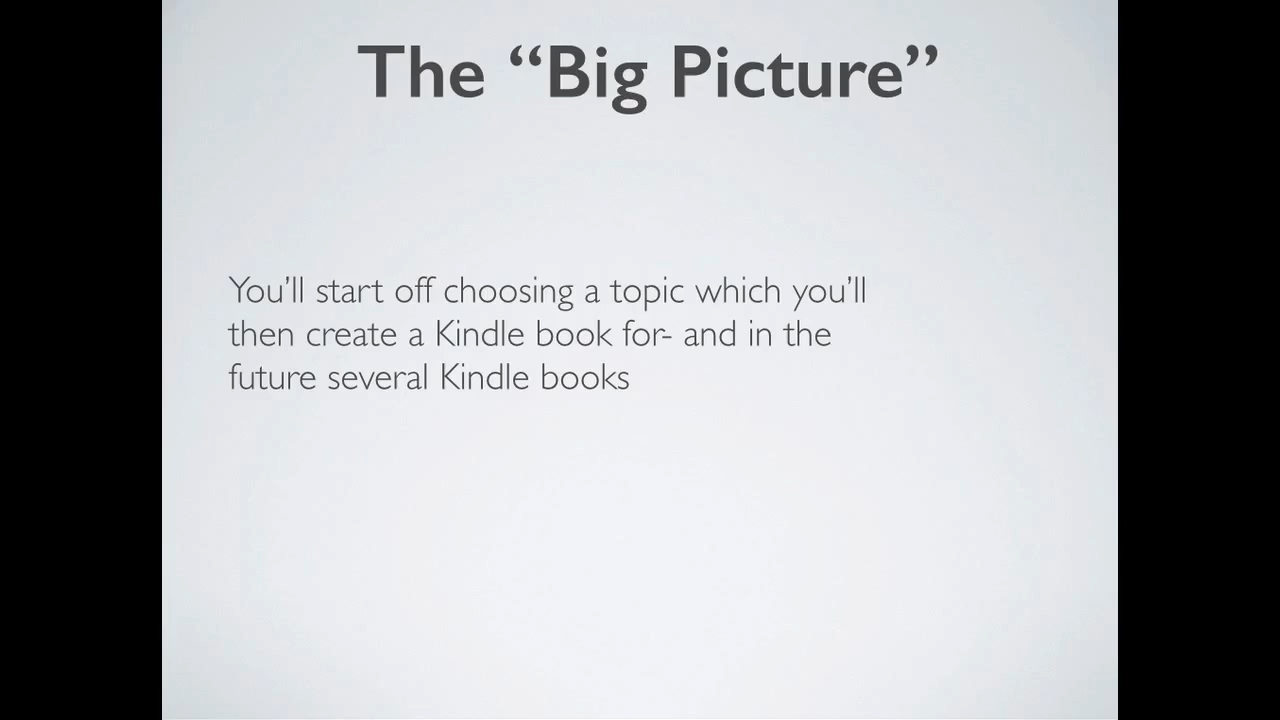 The “Big Picture”
You’ll start off choosing a topic which you’ll
then create a Kindle book for- and in the
future several Kindle books